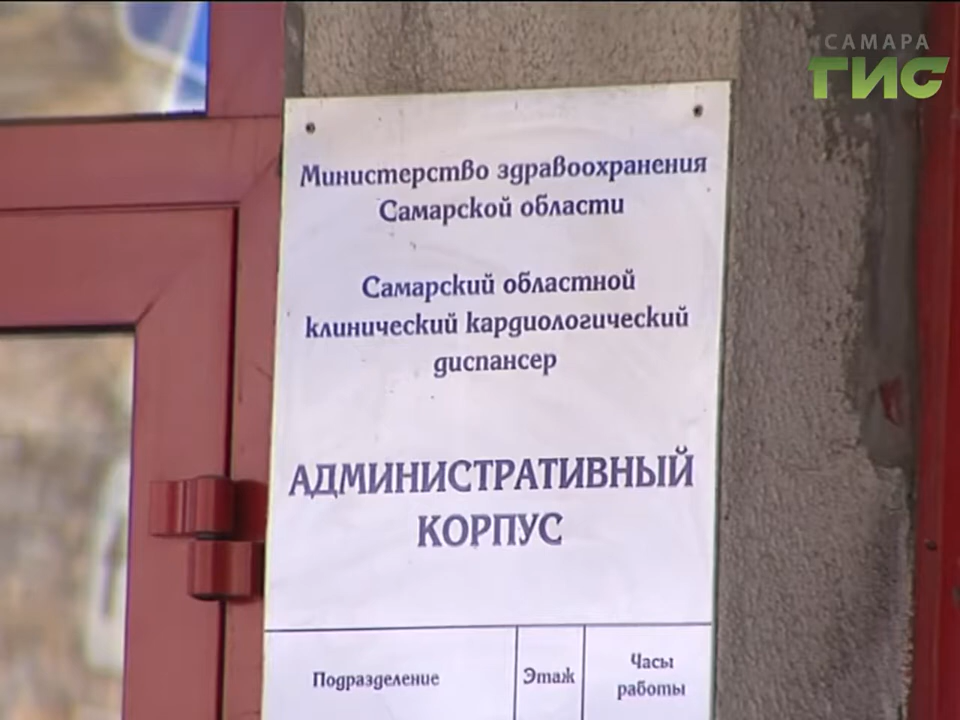 САМАРА
ГИС
Министерство здравоохранения
Самарской области
Самарский областной
клинический кардиологический
диспансер
АДМИНИСТРАТИВНЫЙ
КОРПУС
Подразделение
Этаж
Часы
работы